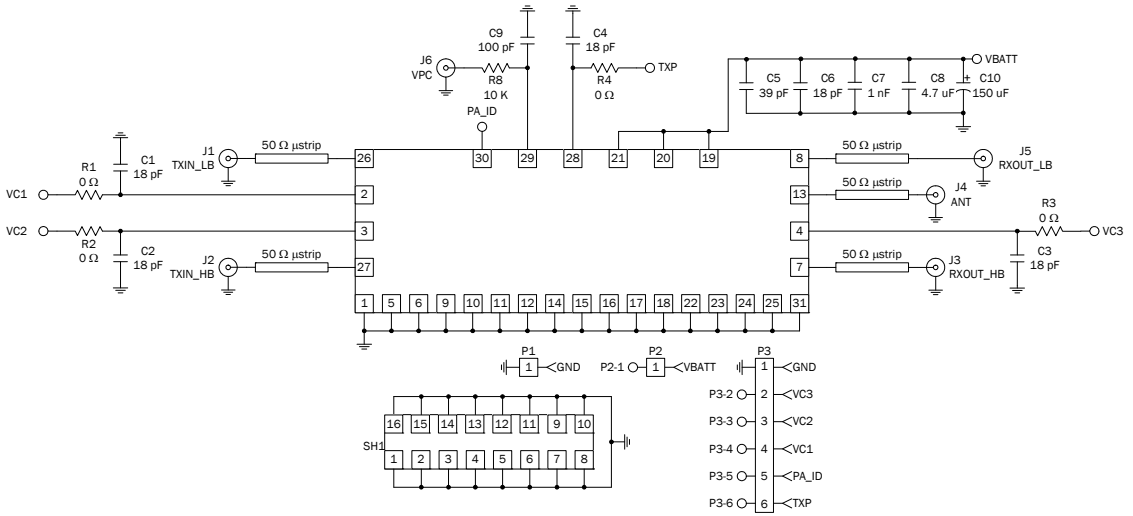 C9
100 pF
C4
18 pF
J6
VPC
R8
10 K
R4
0 Ω
TXP
VBATT
C5
39 pF
C6
18 pF
C7
1 nF
C8
4.7 uF
+
C10
150 uF
PA_ID
J1
TXIN_LB
50 Ω µstrip
26
30
29
28
21
20
19
8
50 Ω µstrip
J5
RXOUT_LB
R1
0 Ω
C1
18 pF
VC1
2
13
50 Ω µstrip
J4
ANT
VC2
R2
0 Ω
C2
18 pF
3
4
R3
0 Ω
VC3
C3
18 pF
J2
TXIN_HB
50 Ω µstrip
27
7
50 Ω µstrip
J3
RXOUT_HB
1 5 6 9 10 11 12 14 15 16 17 18 22 23 24 25 31
P1
1
GND
P2
P2-1
1
VBATT
P3
1
GND
P3-2
2
VC3
P3-3
3
VC2
P3-4
4
VC1
P3-5
5
PA_ID
P3-6
6
TXP
16 15 14 13 12 11 9 10
SH1
1 2 3 4 5 6 7 8